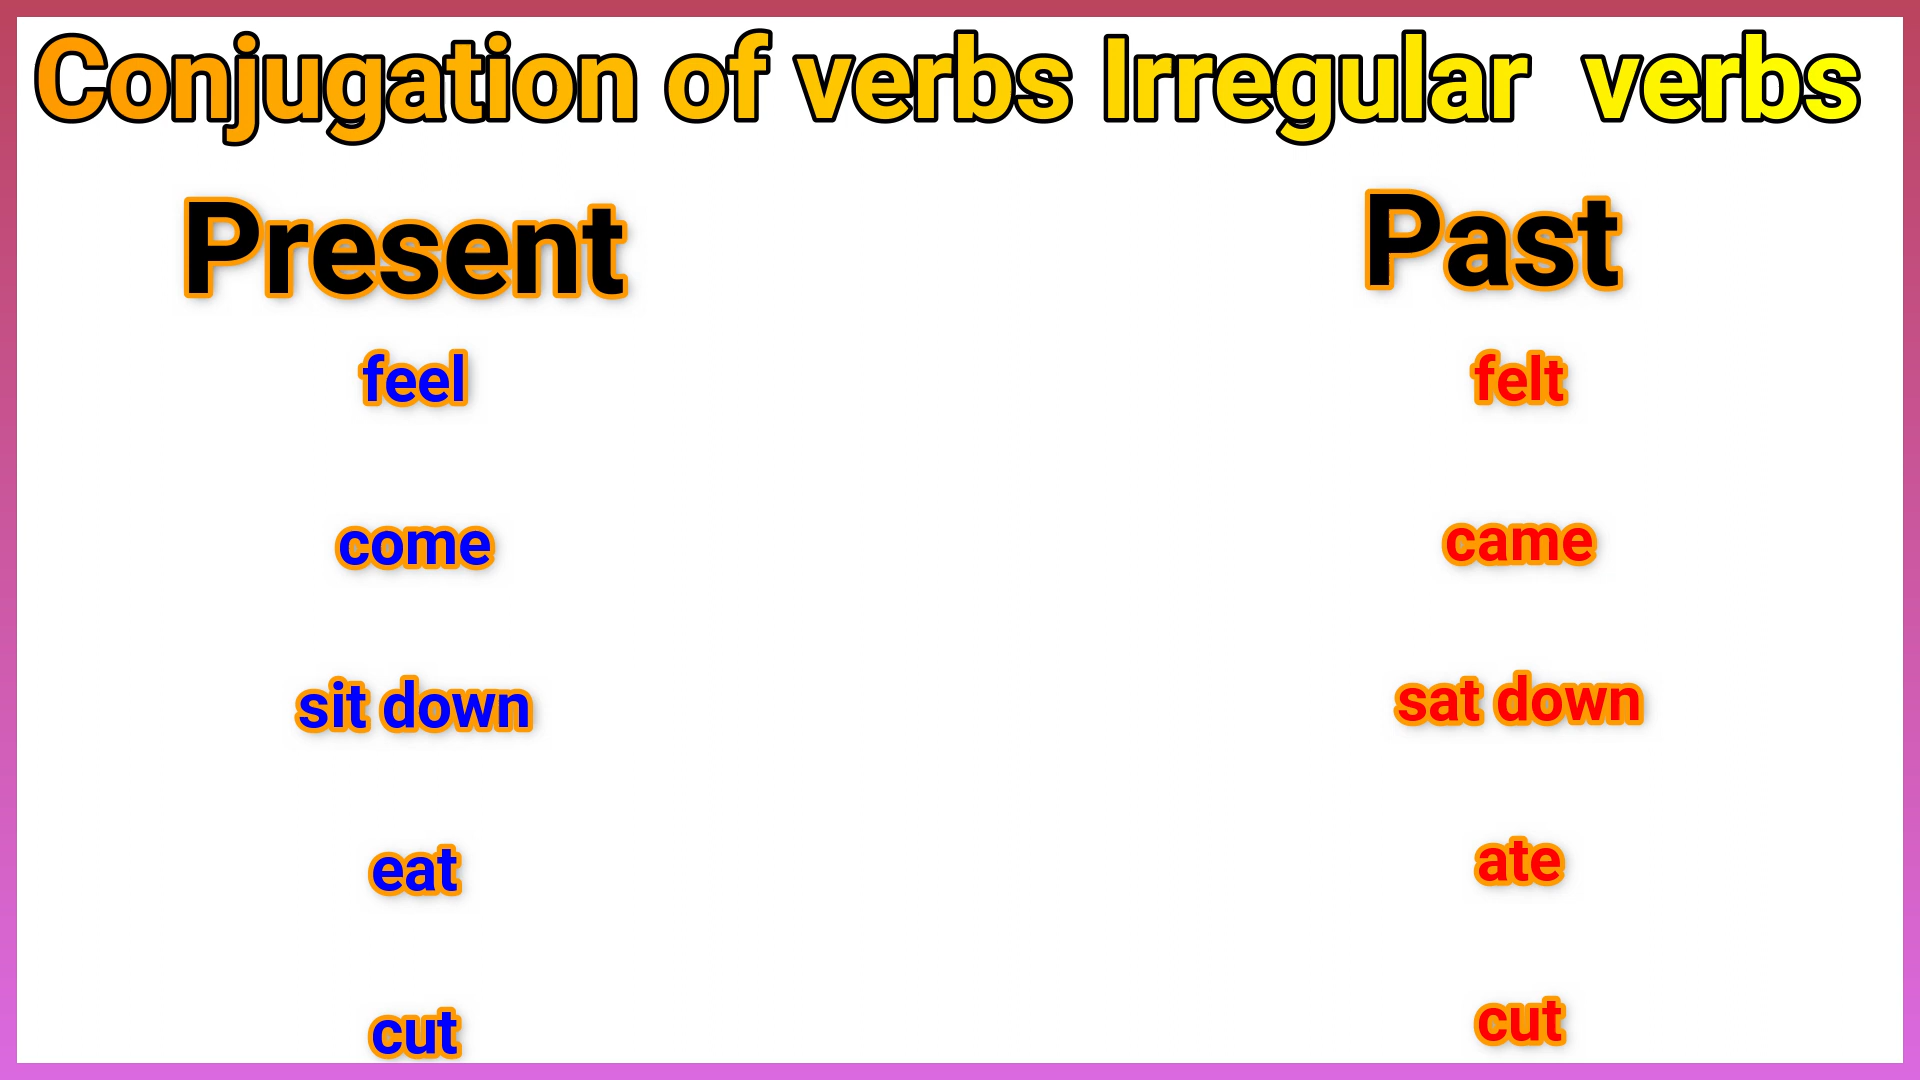 Conjugation of verbs Irregular  verbs
Present
Past
feel
felt
come
came
sit down
sat down
eat
ate
cut
cut